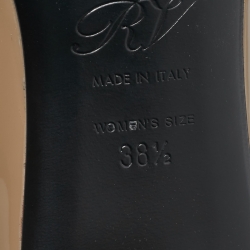 RV
MADE IN ITALY
WOMEN'S SIZE
38½